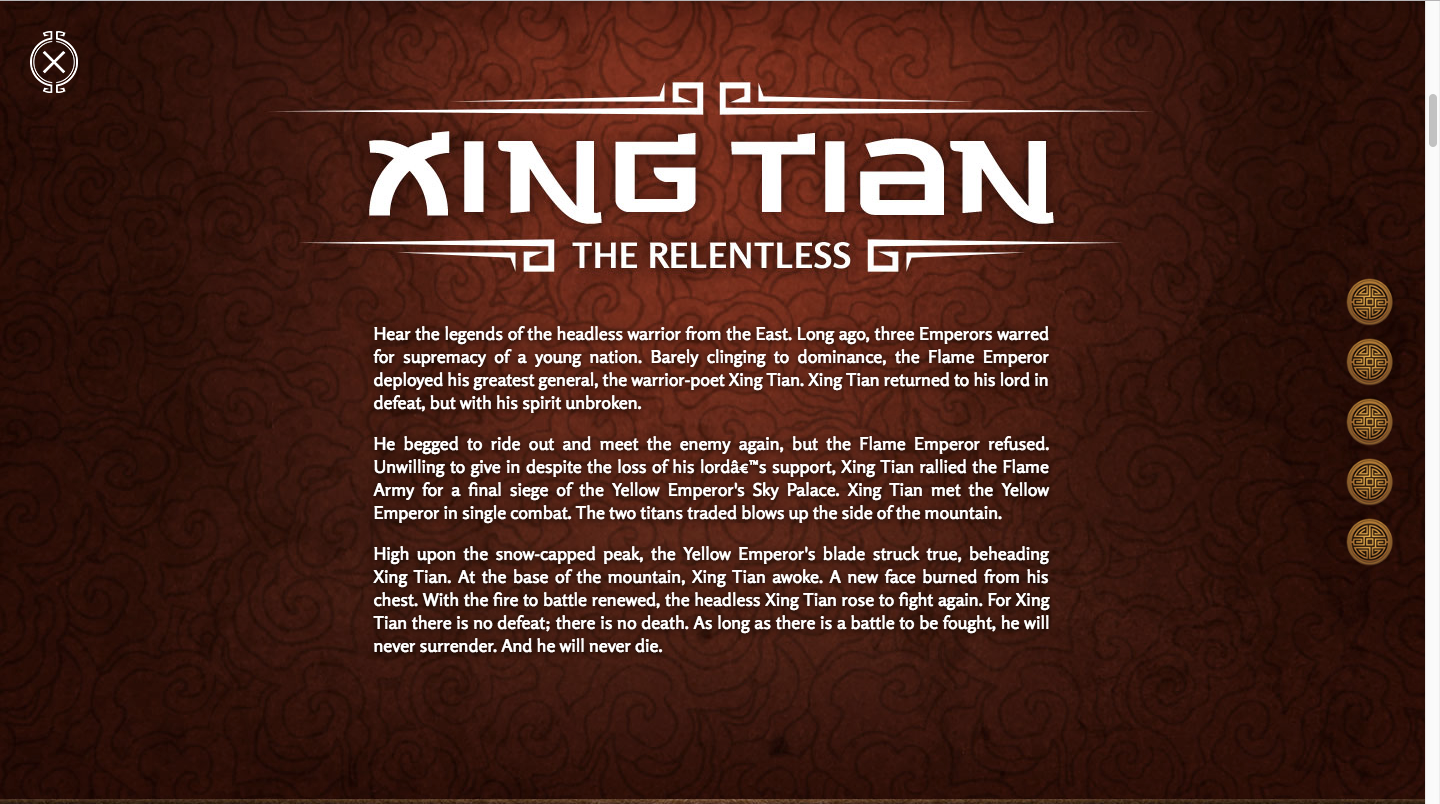 XING TIAN
THE RELENTLESS
Hear the legends of the headless warrior from the East. Long ago, three Emperors warred
for supremacy of a young nation. Barely clinging to dominance, the Flame Emperor
deployed his greatest general, the warrior-poet Xing Tian. Xing Tian returned to his lord in
defeat, but with his spirit unbroken.
He begged to ride out and meet the enemy again, but the Flame Emperor refused.
Unwilling to give in despite the loss of his lordâ€™s support, Xing Tian rallied the Flame
Army for a final siege of the Yellow Emperor's Sky Palace. Xing Tian met the Yellow
Emperor in single combat. The two titans traded blows up the side of the mountain.
High upon the snow-capped peak, the Yellow Emperor's blade struck true, beheading
Xing Tian. At the base of the mountain, Xing Tian awoke. A new face burned from his
chest. With the fire to battle renewed, the headless Xing Tian rose to fight again. For Xing
Tian there is no defeat; there is no death. As long as there is a battle to be fought, he will
never surrender. And he will never die.